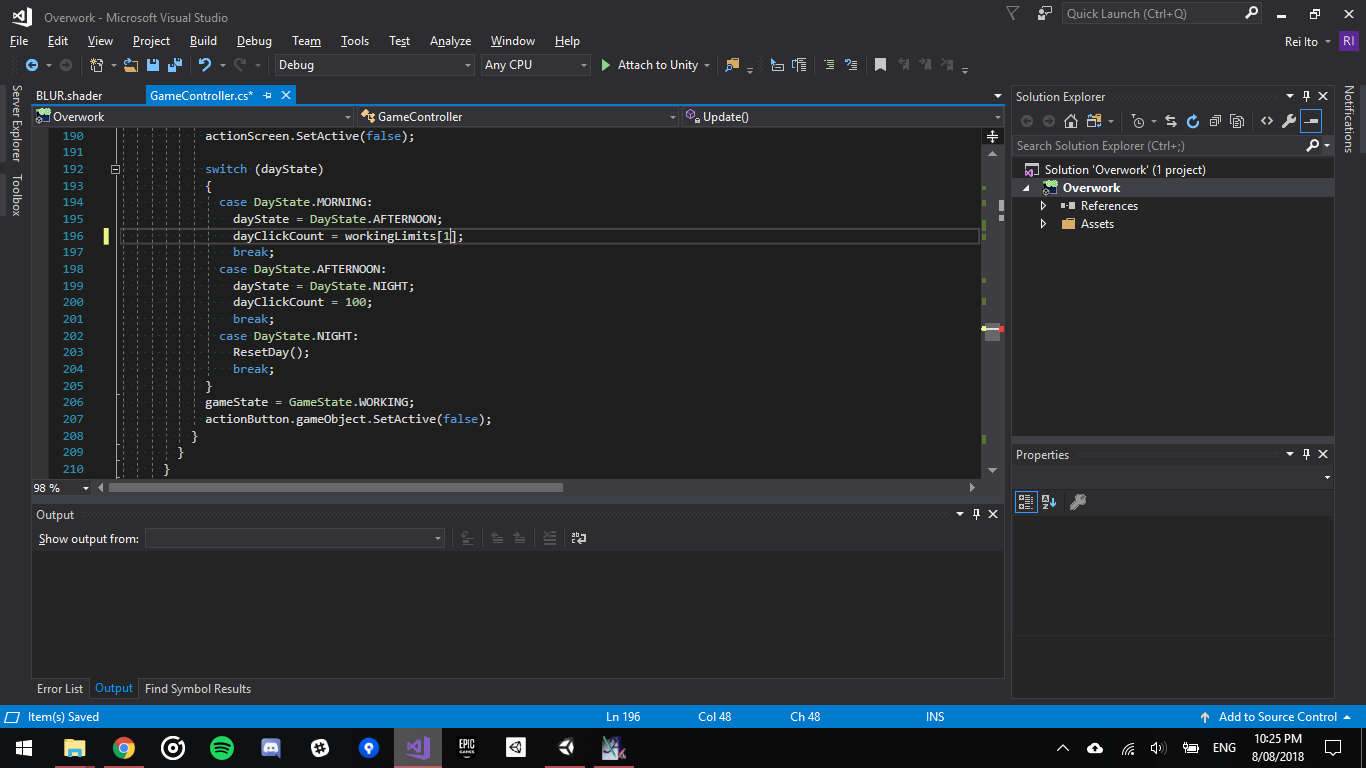 Overwork - Microsoft Visual Studio
Quick Launch (Ctrl+Q)
File Edit View Project Build Debug Team Tools Test Analyze Window Help
Rei Ito RI
Debug Any CPU Attach to Unity
Server Explorer
Toolbox
BLUR.shader GameController.cs*
Overwork GameController Update()
190 actionScreen.SetActive(false);
191
192 switch (dayState)
193 {
194 case DayState.MORNING:
195 dayState = DayState.AFTERNOON;
196 dayClickCount = workingLimits[1];
197 break;
198 case DayState.AFTERNOON:
199 dayState = DayState.NIGHT;
200 dayClickCount = 100;
201 break;
202 case DayState.NIGHT:
203 ResetDay();
204 break;
205 }
206 gameState = GameState.WORKING;
207 actionButton.gameObject.SetActive(false);
208 }
209 }
210 }
98 %
Output
Show output from:
Error List Output Find Symbol Results
Solution Explorer
Search Solution Explorer (Ctrl+;)
Solution 'Overwork' (1 project)
Overwork
References
Assets
Properties
Notifications
Item(s) Saved Ln 196 Col 48 Ch 48 INS Add to Source Control
EPIC
GAMES
ENG
10:25 PM
8/08/2018